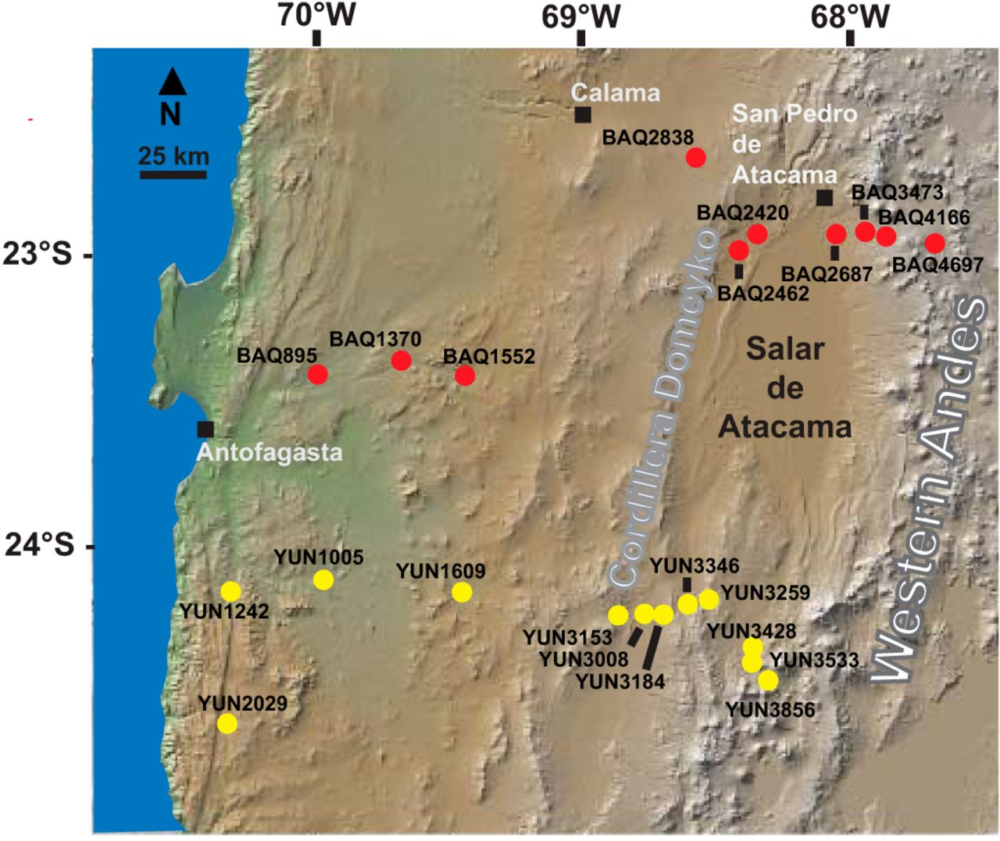 70°W
69°W
68°W
N
25 km
Calama
BAQ2838
San Pedro
de
Atacama
BAQ3473
BAQ2420
BAQ4166
23°S
BAQ4697
BAQ2687
BAQ2462
Cordillera Domeyko
Western Andes
BAQ895
BAQ1370
BAQ1552
Salar
de
Atacama
Antofagasta
24°S
YUN1005
YUN1609
YUN1242
YUN3346
YUN3259
YUN3153
YUN3008
YUN3184
YUN3428
YUN3533
YUN3856
YUN2029